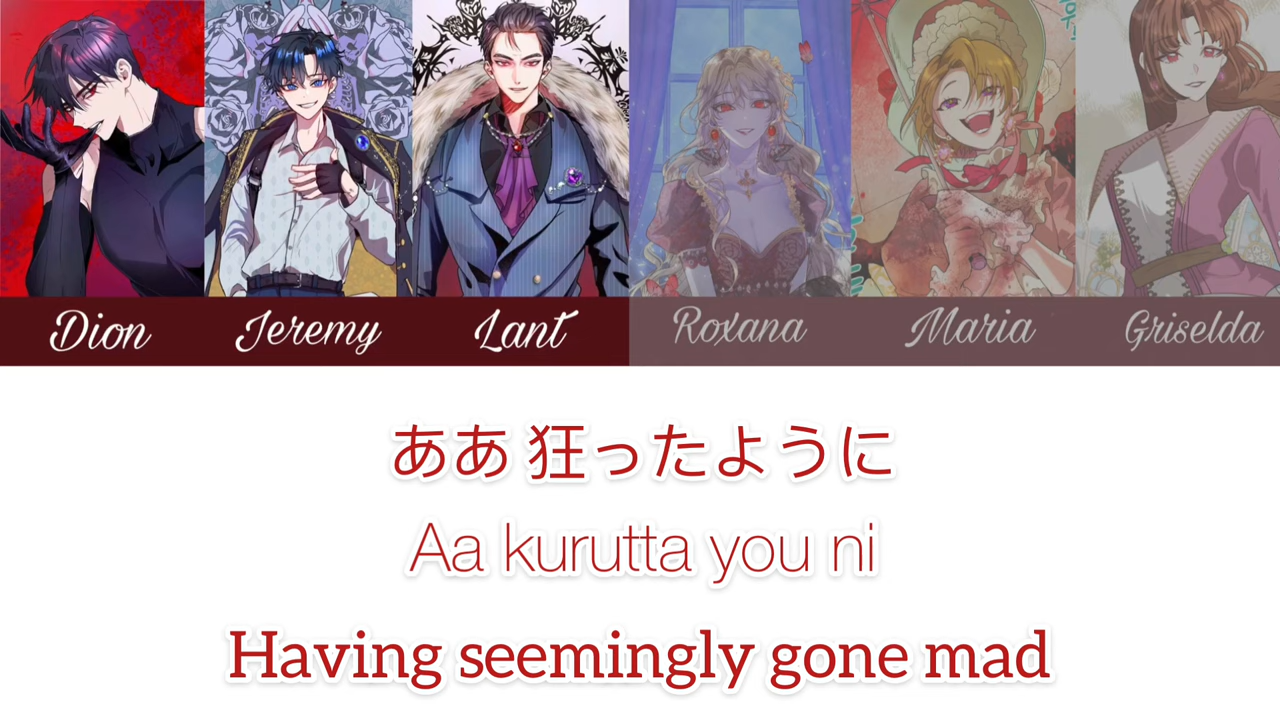 Dion Jeremy Lant Roxana Maria Griselda
ああ 狂ったように
Aa kurutta you ni
Having seemingly gone mad